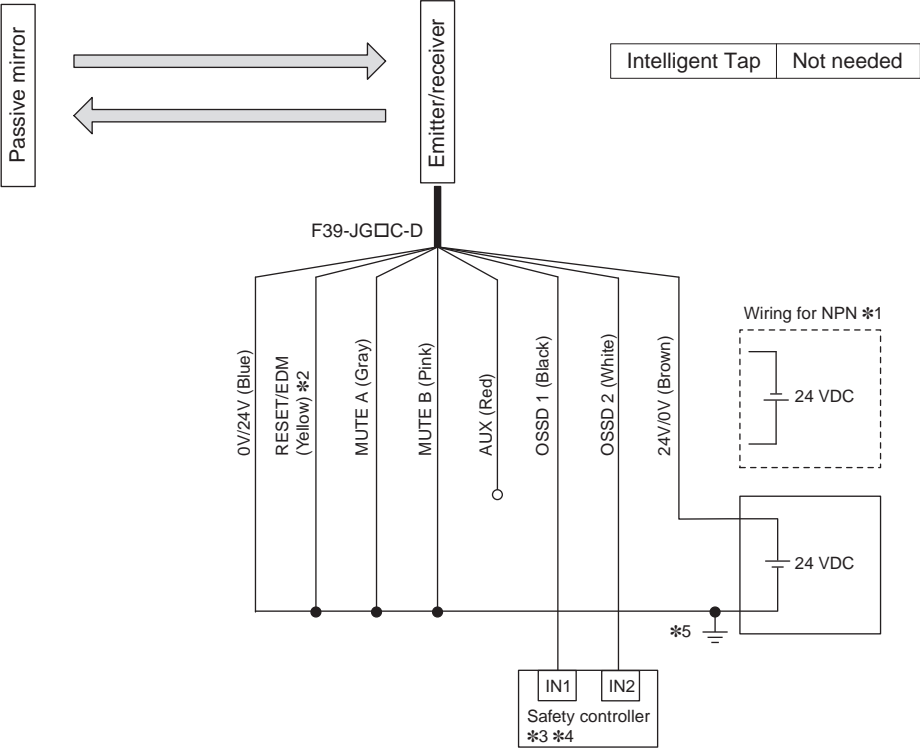 Passive mirror
Emitter/receiver
Intelligent Tap Not needed
F39-JG□C-D
0V/24V (Blue)
RESET/EDM
(Yellow) ✽2
MUTE A (Gray)
MUTE B (Pink)
AUX (Red)
OSSD 1 (Black)
OSSD 2 (White)
24V/0V (Brown)
Wiring for NPN ✽1
24 VDC
24 VDC
✽5
IN1 IN2
Safety controller
✽3 ✽4